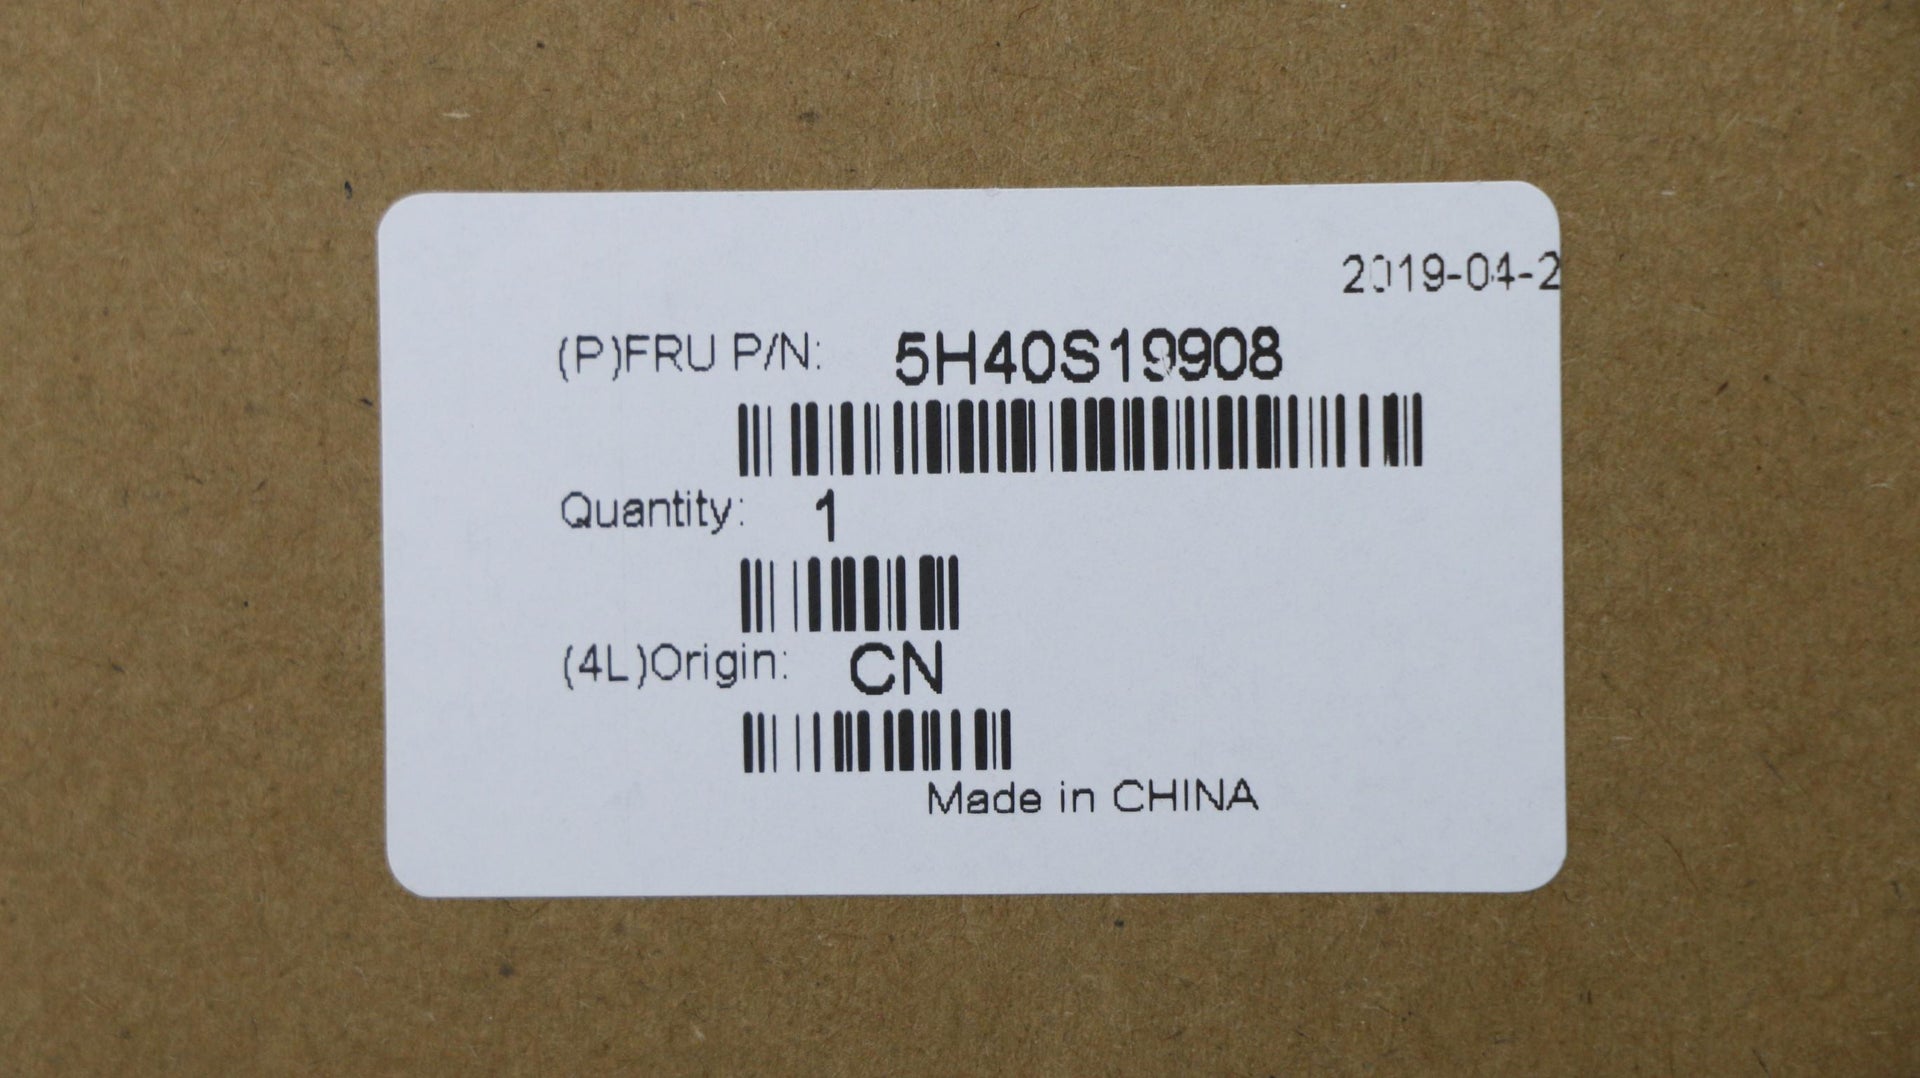 2019-04-2
(P)FRU P/N: 5H40S19908
Quantity: 1
(4L)Origin: CN
Made in CHINA